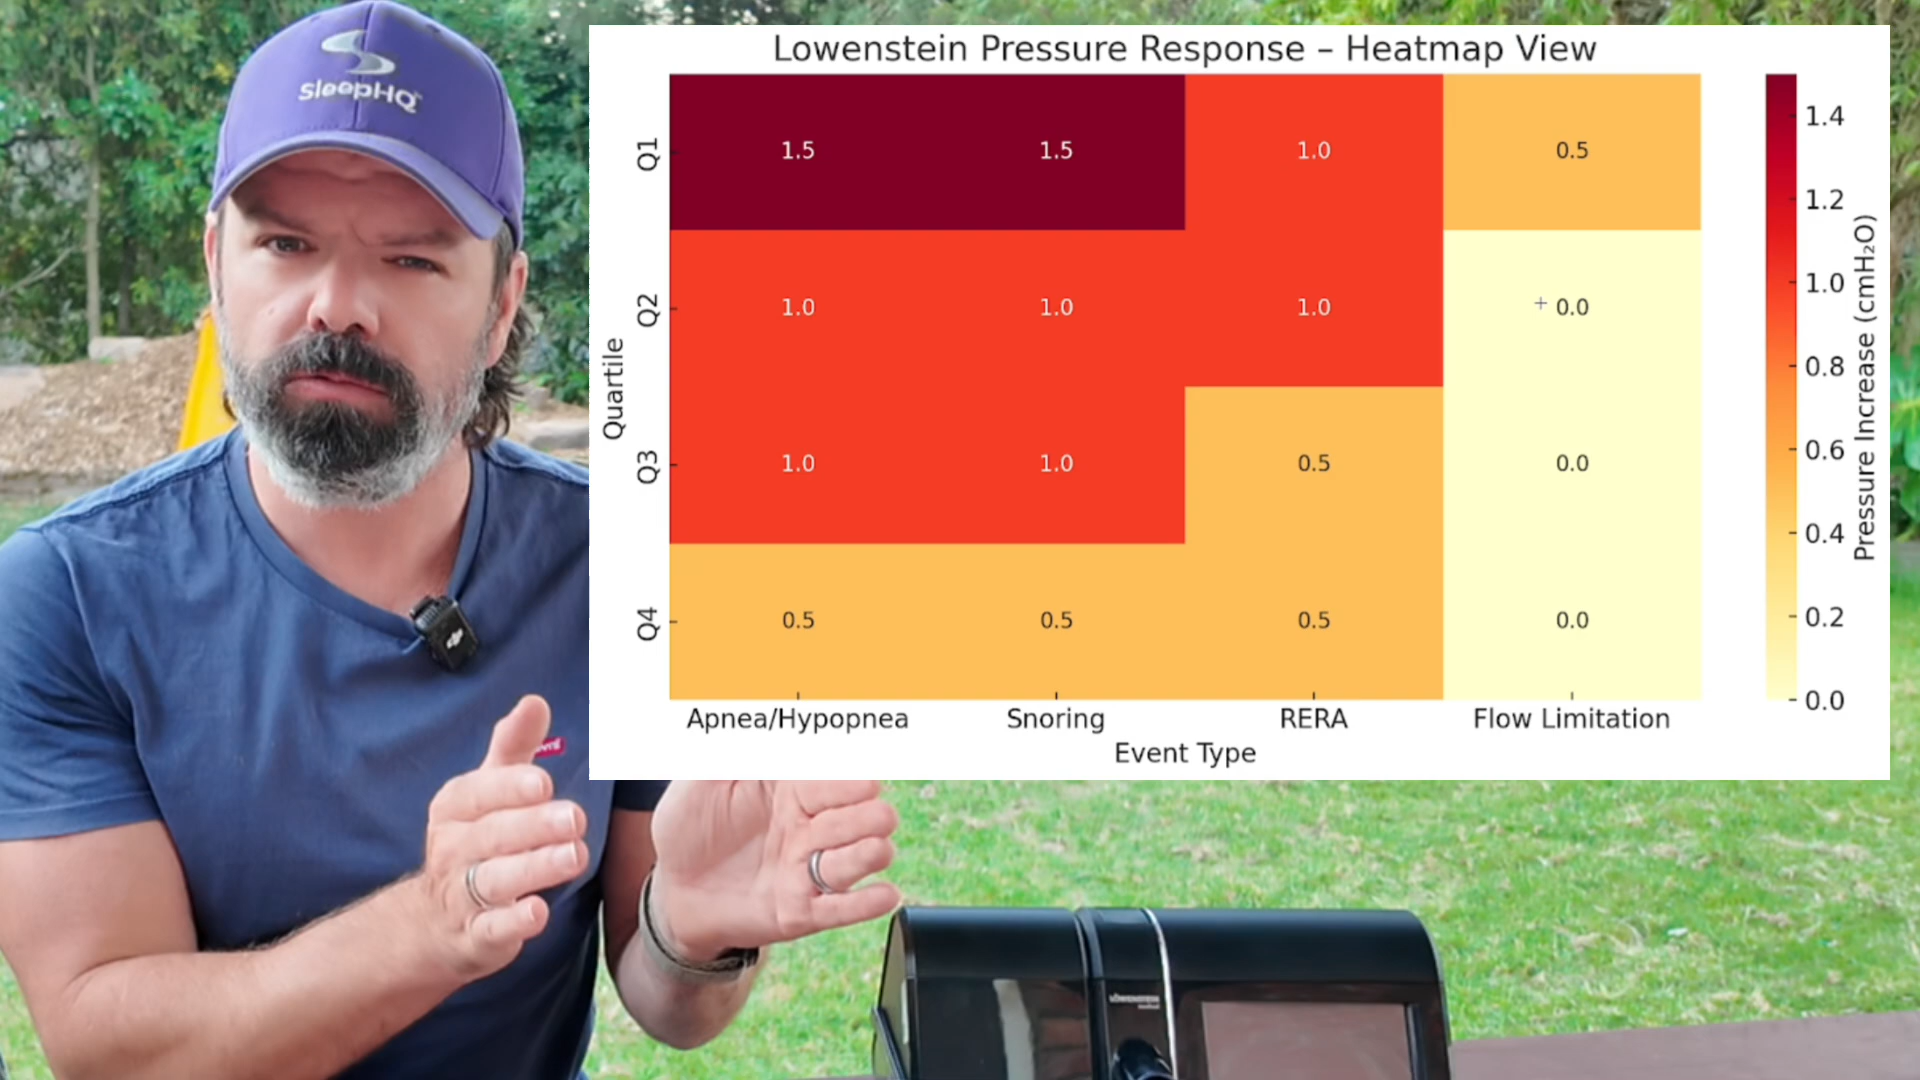 SleepHQ
Lowenstein Pressure Response – Heatmap View
Quartile
Q1
1.5
1.5
1.0
0.5
Q2
1.0
1.0
1.0
0.0
Q3
1.0
1.0
0.5
0.0
Q4
0.5
0.5
0.5
0.0
Apnea/Hypopnea
Snoring
RERA
Flow Limitation
Event Type
1.4
1.2
1.0
0.8
0.6
0.4
0.2
0.0
Pressure Increase (cmH₂O)
LÖWENSTEIN